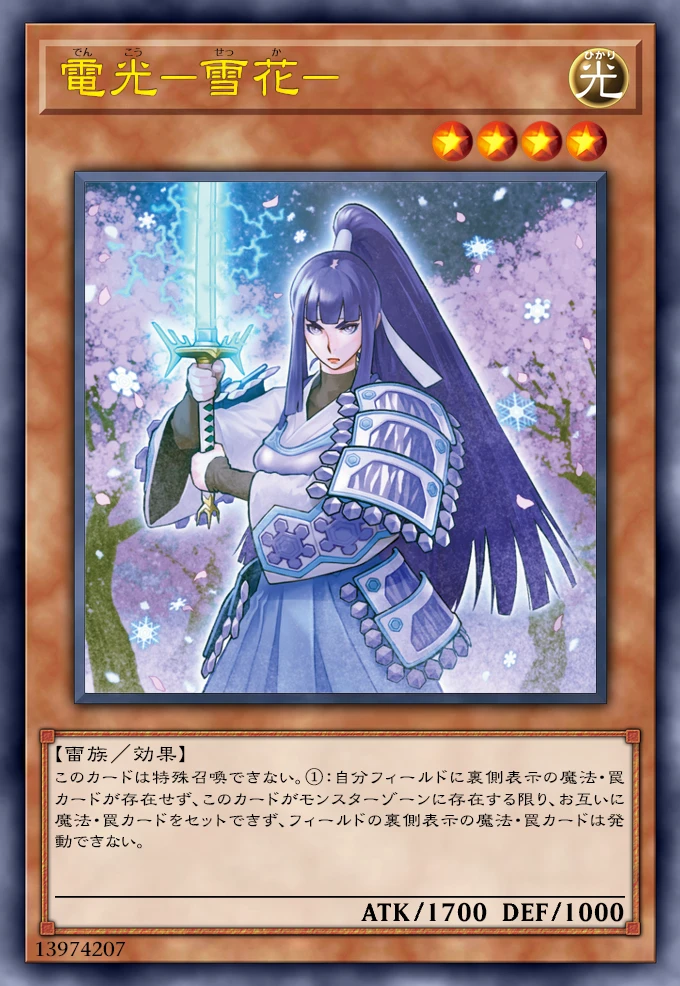 でん こう せっ か
電光－雪花－
ひかり
光
【雷族／効果】
このカードは特殊召喚できない。①：自分フィールドに裏側表示の魔法・罠
カードが存在せず、このカードがモンスターゾーンに存在する限り、お互いに
魔法・罠カードをセットできず、フィールドの裏側表示の魔法・罠カードは発
動できない。
ATK/1700 DEF/1000
13974207